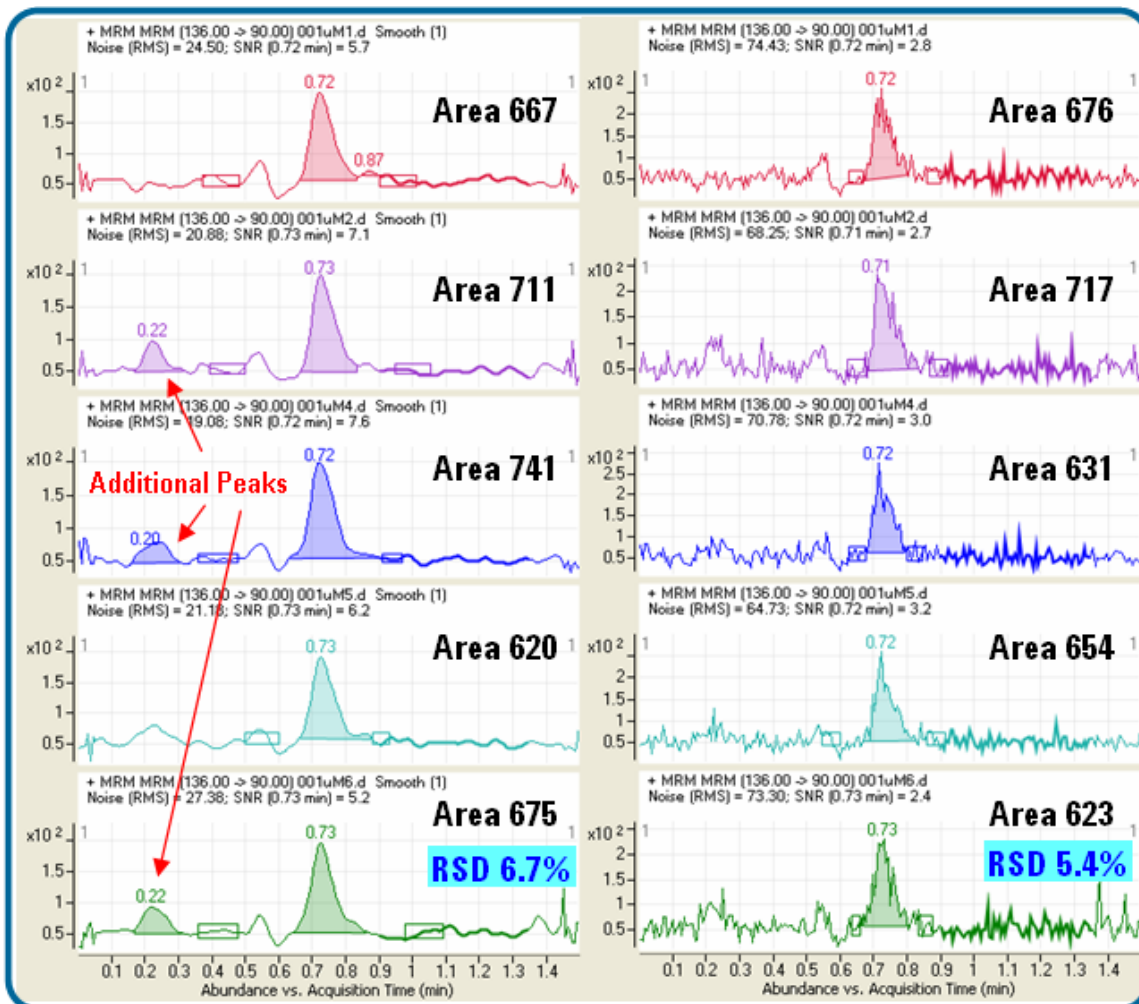 + MRM MRM (136.00 -> 90.00) 001uM1.d  Smooth (1)
Noise (RMS) = 24.50; SNR (0.72 min) = 5.7
x10 2
1
0.72
Area 667
1.5
1
0.87
0.5
+ MRM MRM (136.00 -> 90.00) 001uM2.d  Smooth (1)
Noise (RMS) = 20.88; SNR (0.73 min) = 7.1
x10 2
1
0.73
Area 711
1.5
0.22
1
0.5
+ MRM MRM (136.00 -> 90.00) 001uM4.d  Smooth (1)
Noise (RMS) = 19.08; SNR (0.72 min) = 7.6
x10 2
1
0.72
Area 741
Additional Peaks
1.5
1
0.20
0.5
+ MRM MRM (136.00 -> 90.00) 001uM5.d  Smooth (1)
Noise (RMS) = 21.18; SNR (0.73 min) = 6.2
x10 2
1
0.73
Area 620
1.5
1
0.5
+ MRM MRM (136.00 -> 90.00) 001uM6.d  Smooth (1)
Noise (RMS) = 27.38; SNR (0.73 min) = 5.2
x10 2
1
0.73
Area 675
RSD 6.7%
1.5
0.22
1
0.5
0.1 0.2 0.3 0.4 0.5 0.6 0.7 0.8 0.9 1 1.1 1.2 1.3 1.4
Abundance vs. Acquisition Time (min)
+ MRM MRM (136.00 -> 90.00) 001uM1.d
Noise (RMS) = 74.43; SNR (0.72 min) = 2.8
x10 2
1
0.72
1
Area 676
2
1.5
1
0.5
+ MRM MRM (136.00 -> 90.00) 001uM2.d
Noise (RMS) = 68.25; SNR (0.71 min) = 2.7
x10 2
1
0.71
1
Area 717
2
1.5
1
0.5
+ MRM MRM (136.00 -> 90.00) 001uM4.d
Noise (RMS) = 70.78; SNR (0.72 min) = 3.0
x10 2
1
0.72
1
Area 631
2.5
2
1.5
1
0.5
+ MRM MRM (136.00 -> 90.00) 001uM5.d
Noise (RMS) = 64.73; SNR (0.72 min) = 3.2
x10 2
1
0.72
1
Area 654
2
1.5
1
0.5
+ MRM MRM (136.00 -> 90.00) 001uM6.d
Noise (RMS) = 73.30; SNR (0.73 min) = 2.4
x10 2
1
0.73
1
Area 623
RSD 5.4%
2
1.5
1
0.5
0.1 0.2 0.3 0.4 0.5 0.6 0.7 0.8 0.9 1 1.1 1.2 1.3 1.4
Abundance vs. Acquisition Time (min)